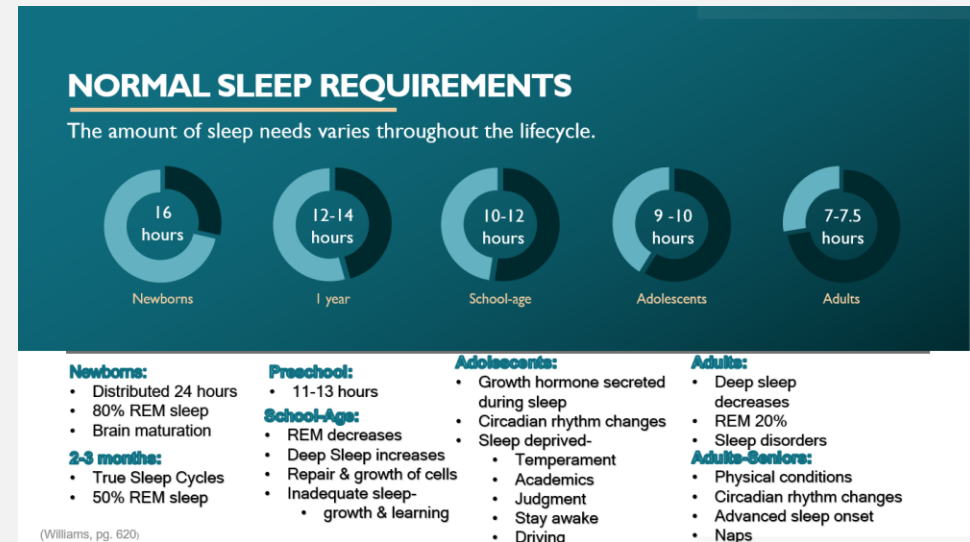 NORMAL SLEEP REQUIREMENTS
The amount of sleep needs varies throughout the lifecycle.
16
hours
Newborns
12-14
hours
1 year
10-12
hours
School-age
9 -10
hours
Adolescents
7-7.5
hours
Adults
Newborns:
• Distributed 24 hours
• 80% REM sleep
• Brain maturation
2-3 months:
• True Sleep Cycles
• 50% REM sleep
(Williams, pg. 620)
Preschool:
• 11-13 hours
School-Age:
• REM decreases
• Deep Sleep increases
• Repair & growth of cells
• Inadequate sleep-
• growth & learning
Adolescents:
• Growth hormone secreted
during sleep
• Circadian rhythm changes
• Sleep deprived-
• Temperament
• Academics
• Judgment
• Stay awake
• Driving
Adults:
• Deep sleep
decreases
• REM 20%
• Sleep disorders
Adults-Seniors:
• Physical conditions
• Circadian rhythm changes
• Advanced sleep onset
• Naps